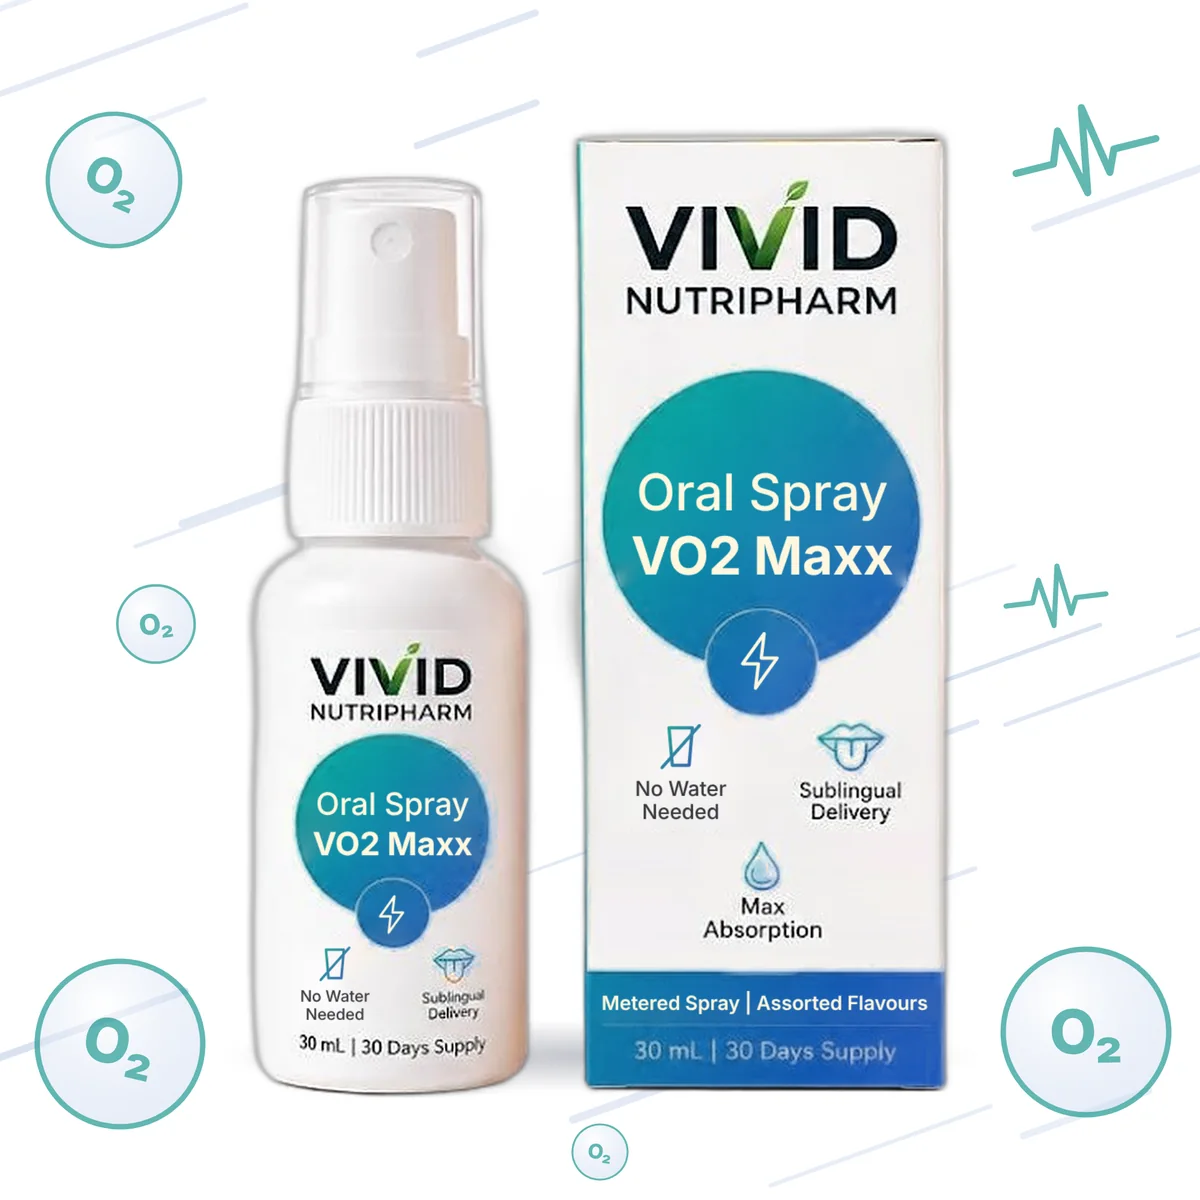 O₂
VIVID
NUTRIPHARM
Oral Spray
VO2 Maxx
No Water
Needed
Sublingual
Delivery
Max
Absorption
Metered Spray | Assorted Flavours
30 mL | 30 Days Supply
VIVID
NUTRIPHARM
Oral Spray
VO2 Maxx
No Water
Needed
Sublingual
Delivery
30 mL | 30 Days Supply
O₂
O₂
O₂
O₂